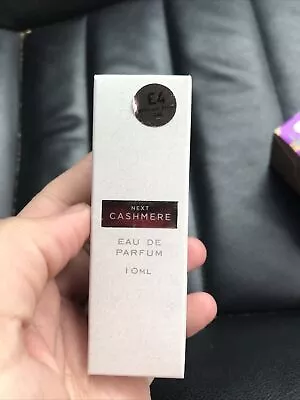 £4
NEXT
CASHMERE
EAU DE
PARFUM
10ML